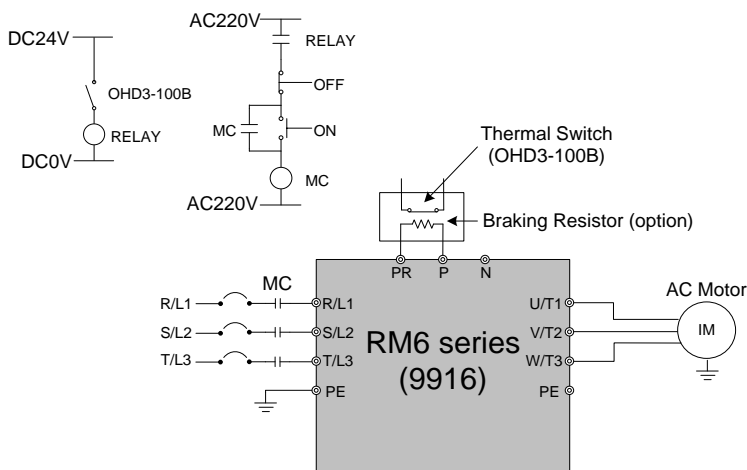 DC24V
OHD3-100B
RELAY
DC0V
AC220V
RELAY
OFF
MC
ON
MC
AC220V
Thermal Switch
(OHD3-100B)
Braking Resistor (option)
PR
P
N
MC
R/L1
R/L1
S/L2
S/L2
T/L3
T/L3
PE
RM6 series
(9916)
U/T1
V/T2
W/T3
PE
AC Motor
IM